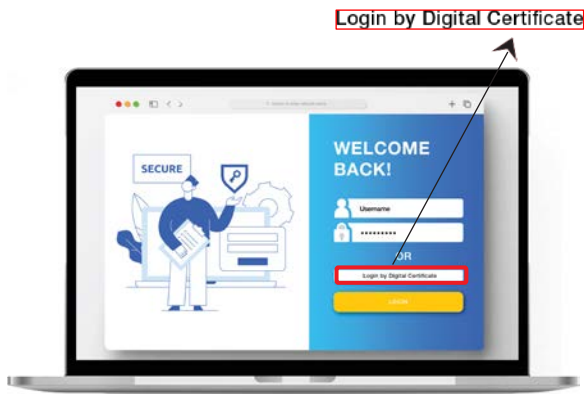 Login by Digital Certificate
SECURE
WELCOME
BACK!
Username
•••••••••
OR
Login by Digital Certificate
LOGIN